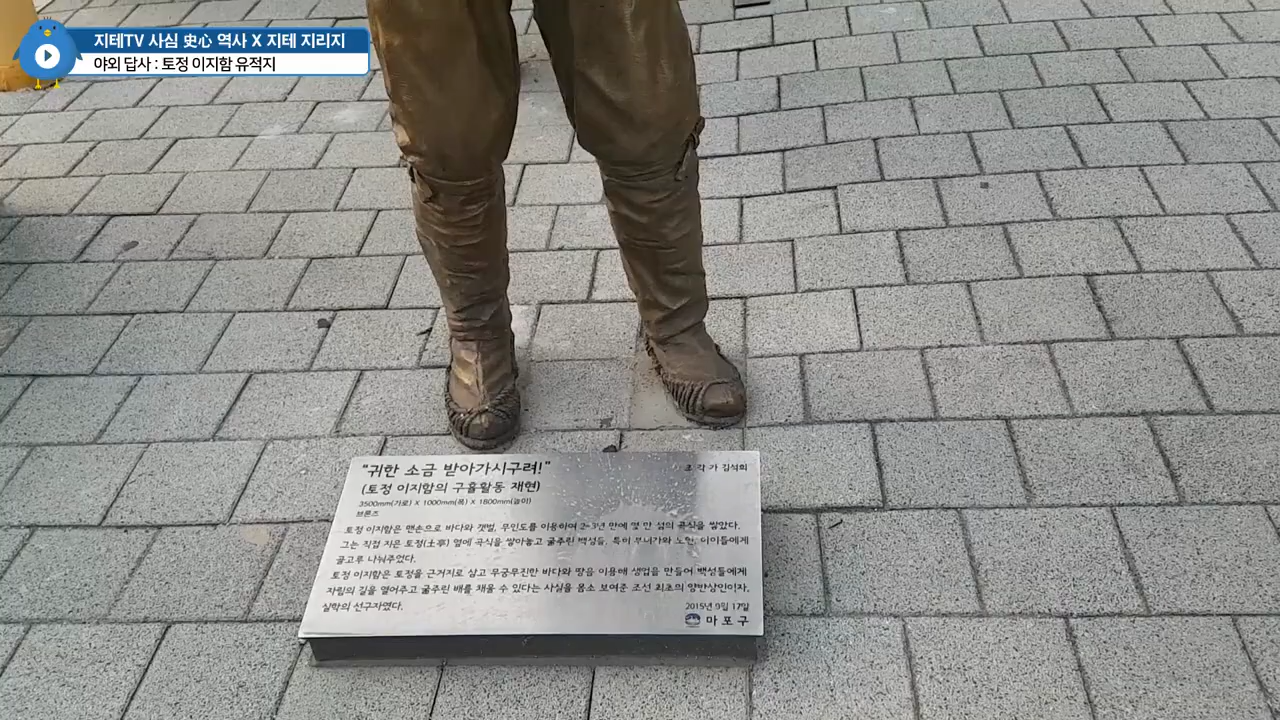 지테TV 사심 史心 역사 X 지테 지리지
야외 답사 : 토정 이지함 유적지
"귀한 소금 받아가시구려!"
조 각 가 김석희
(토정 이지함의 구휼활동 재현)
3500mm(가로) X 1000mm(폭) X 1800mm(높이)
브론즈
토정 이지함은 맨손으로 바다와 갯벌, 무인도를 이용하여 2~3년 만에 몇 만 섬의 곡식을 쌓았다.
그는 직접 지은 토정(土亭) 옆에 곡식을 쌓아놓고 굶주린 백성들, 특히 부녀자와 노인, 아이들에게
골고루 나눠주었다.
토정 이지함은 토정을 근거지로 삼고 무궁무진한 바다와 땅을 이용해 생업을 만들어 백성들에게
자립의 길을 열어주고 굶주린 배를 채울 수 있다는 사실을 몸소 보여준 조선 최초의 양반상인이자,
실학의 선구자였다.
2015년 9월 17일
마 포 구